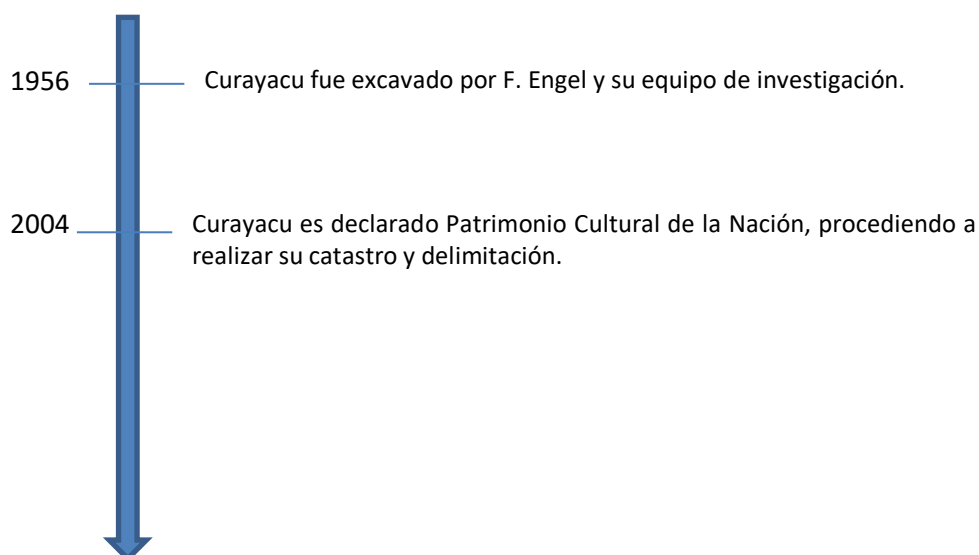 1956 Curayacu fue excavado por F. Engel y su equipo de investigación.
2004 Curayacu es declarado Patrimonio Cultural de la Nación, procediendo a
realizar su catastro y delimitación.